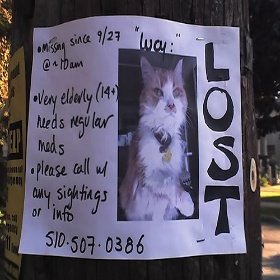 "Lucy:"
•Missing since 9/27
@ ~10am
•Very elderly (14+)
needs regular
meds
•please call w/
any sightings
or info
510.507.0386
LOST